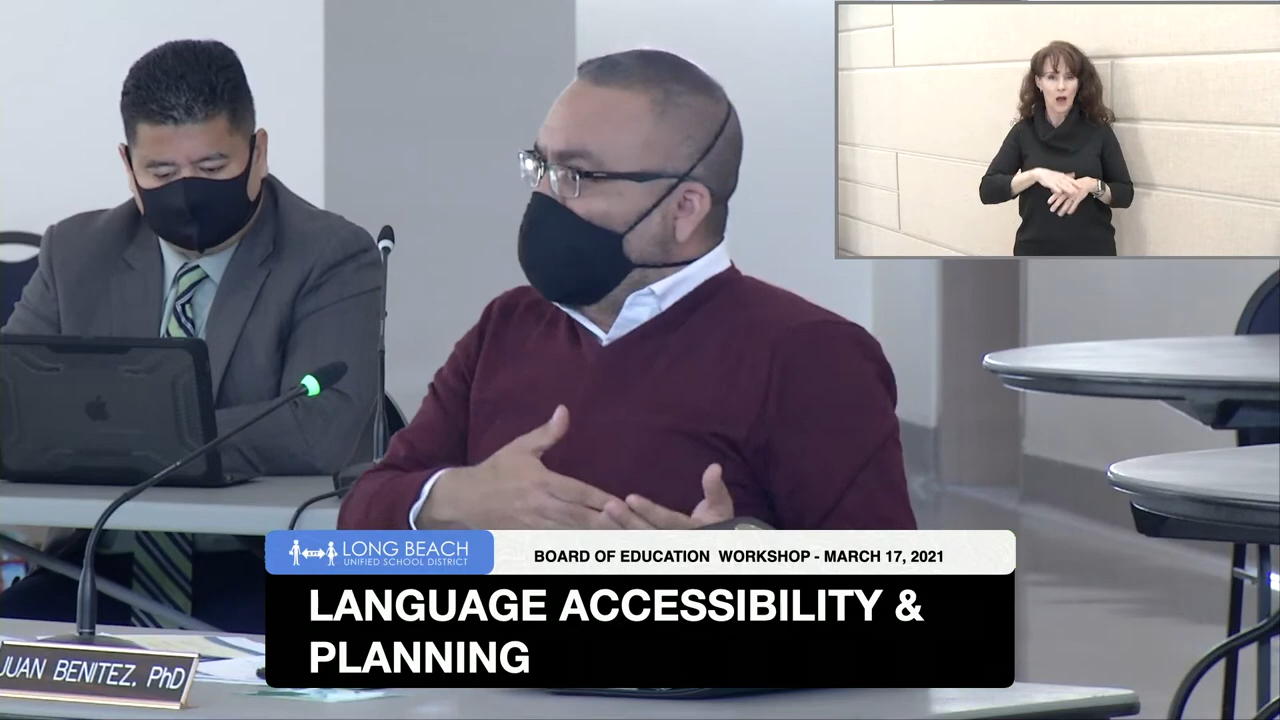 LONG BEACH
UNIFIED SCHOOL DISTRICT
BOARD OF EDUCATION WORKSHOP - MARCH 17, 2021
LANGUAGE ACCESSIBILITY &
PLANNING
JUAN BENITEZ, PhD